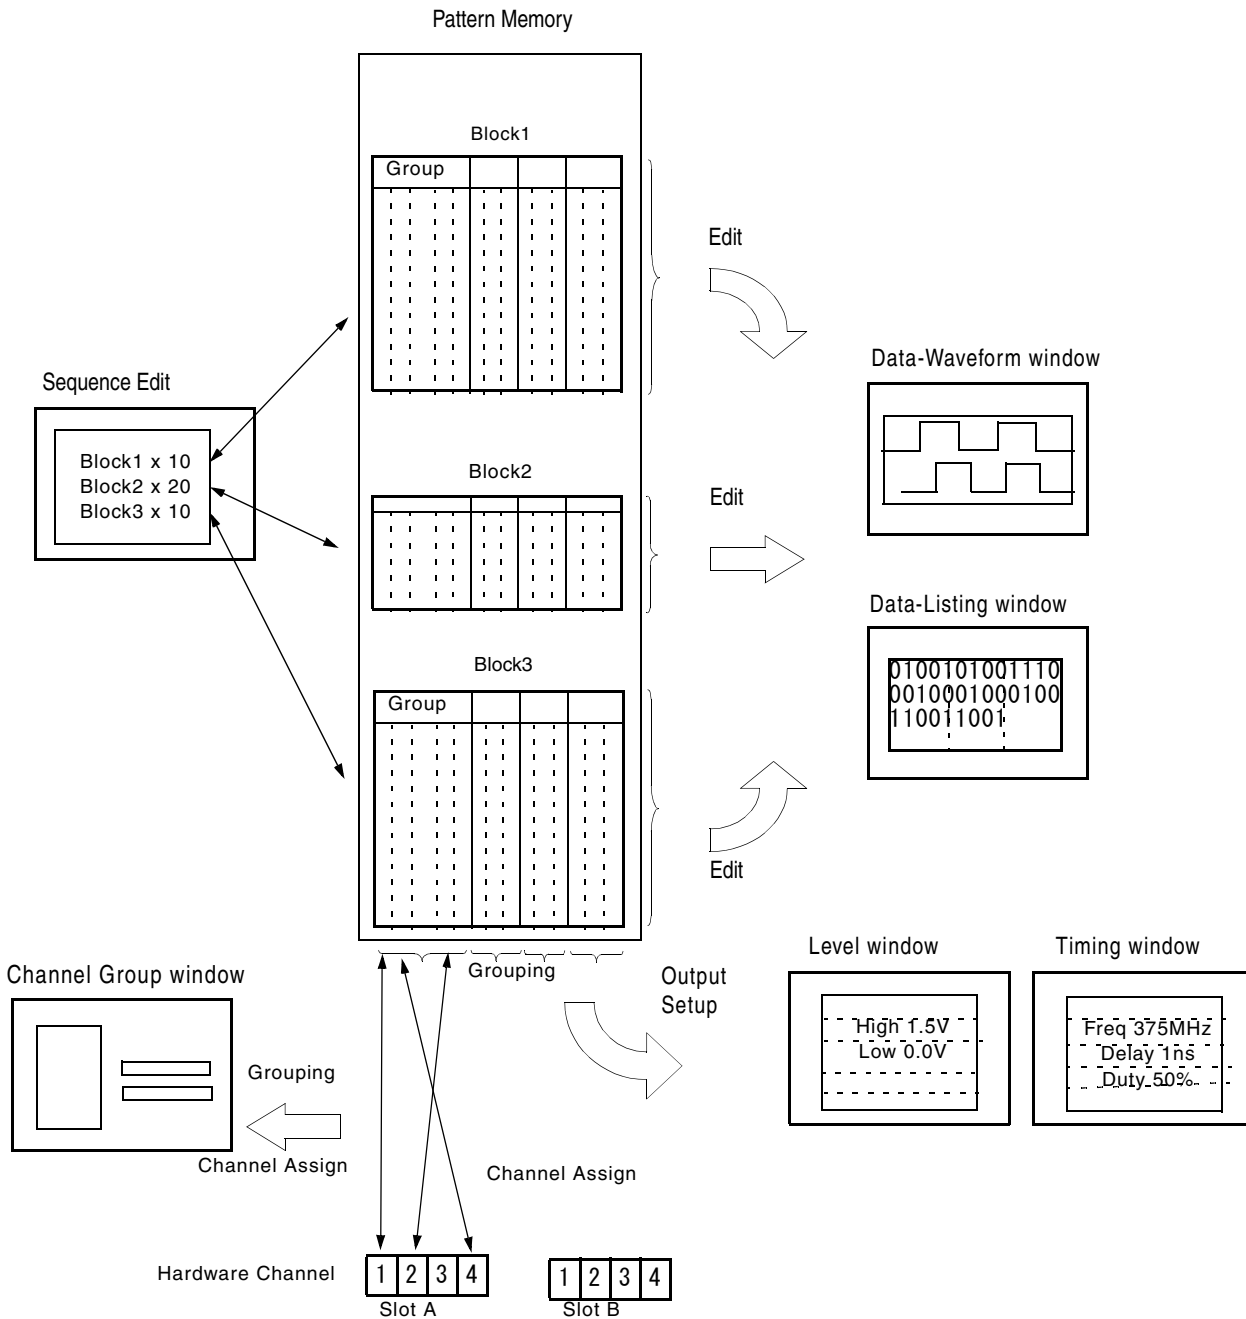 Pattern Memory
Block1
Group
Edit
Data-Waveform window
Sequence Edit
Block1 x 10
Block2 x 20
Block3 x 10
Block2
Edit
Data-Listing window
0100101001110
0010001000100
110011001
Block3
Group
Edit
Level window
Timing window
Channel Group window
Grouping
Output
Setup
High 1.5V
Low 0.0V
Freq 375MHz
Delay 1ns
Duty 50%
Grouping
Channel Assign
Channel Assign
Hardware Channel
1 2 3 4
1 2 3 4
Slot A
Slot B